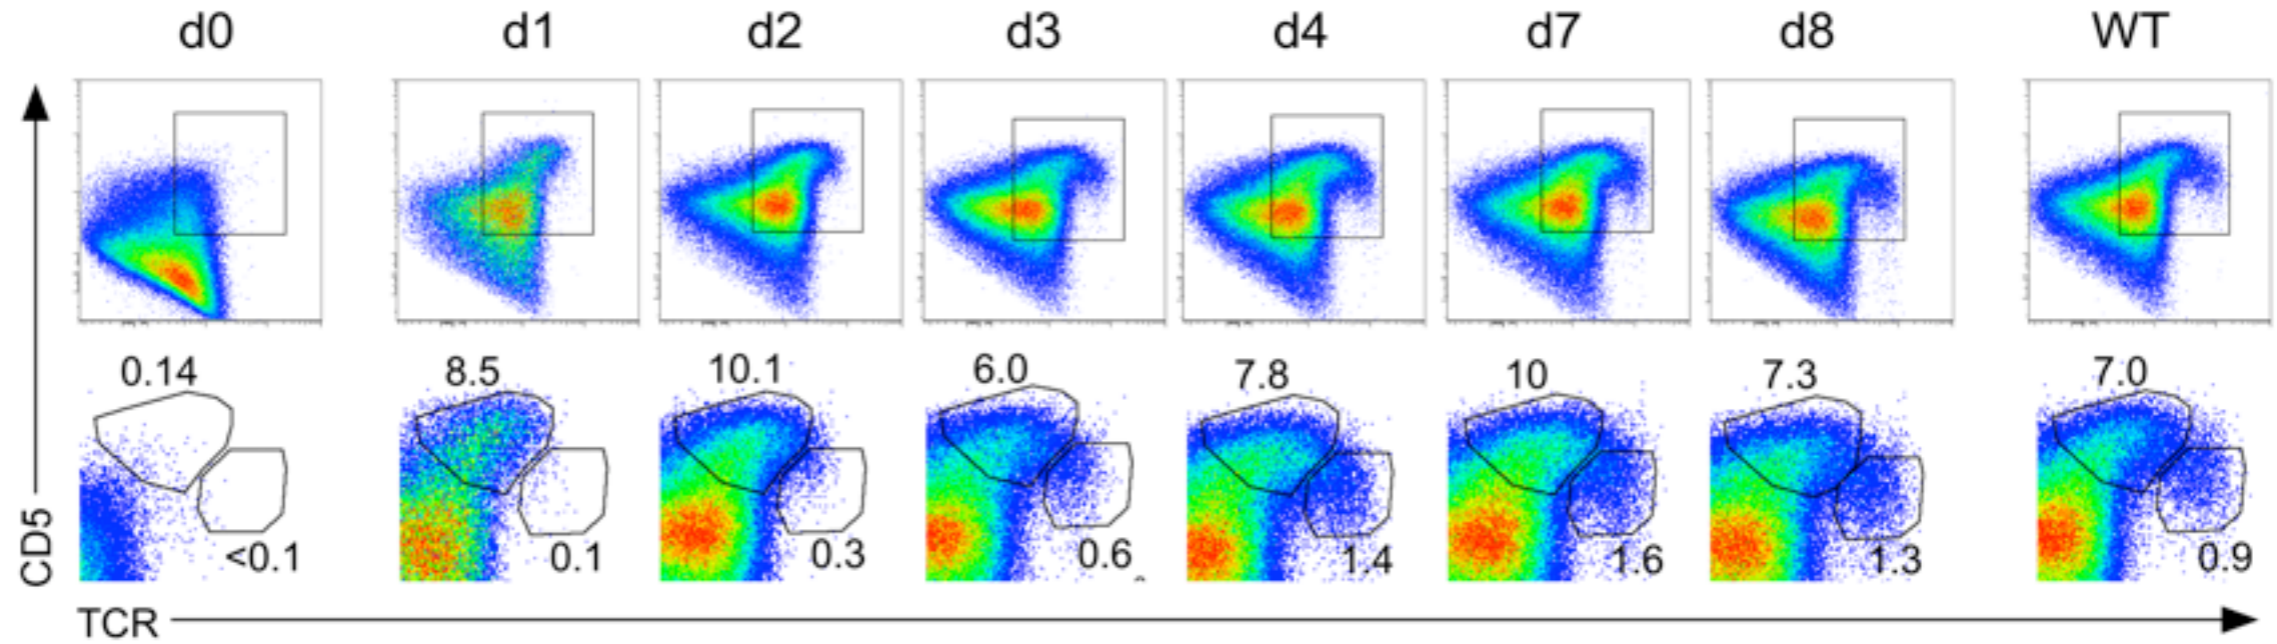 d0 d1 d2 d3 d4 d7 d8 WT
0.14 8.5 10.1 6.0 7.8 10 7.3 7.0
<0.1 0.1 0.3 0.6 1.4 1.6 1.3 0.9
CD5
TCR